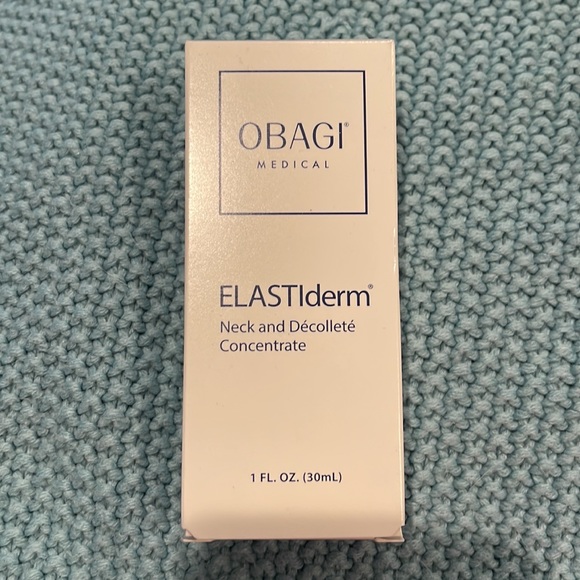 OBAGI®
MEDICAL
ELASTIderm®
Neck and Décolleté
Concentrate
1 FL. OZ. (30mL)